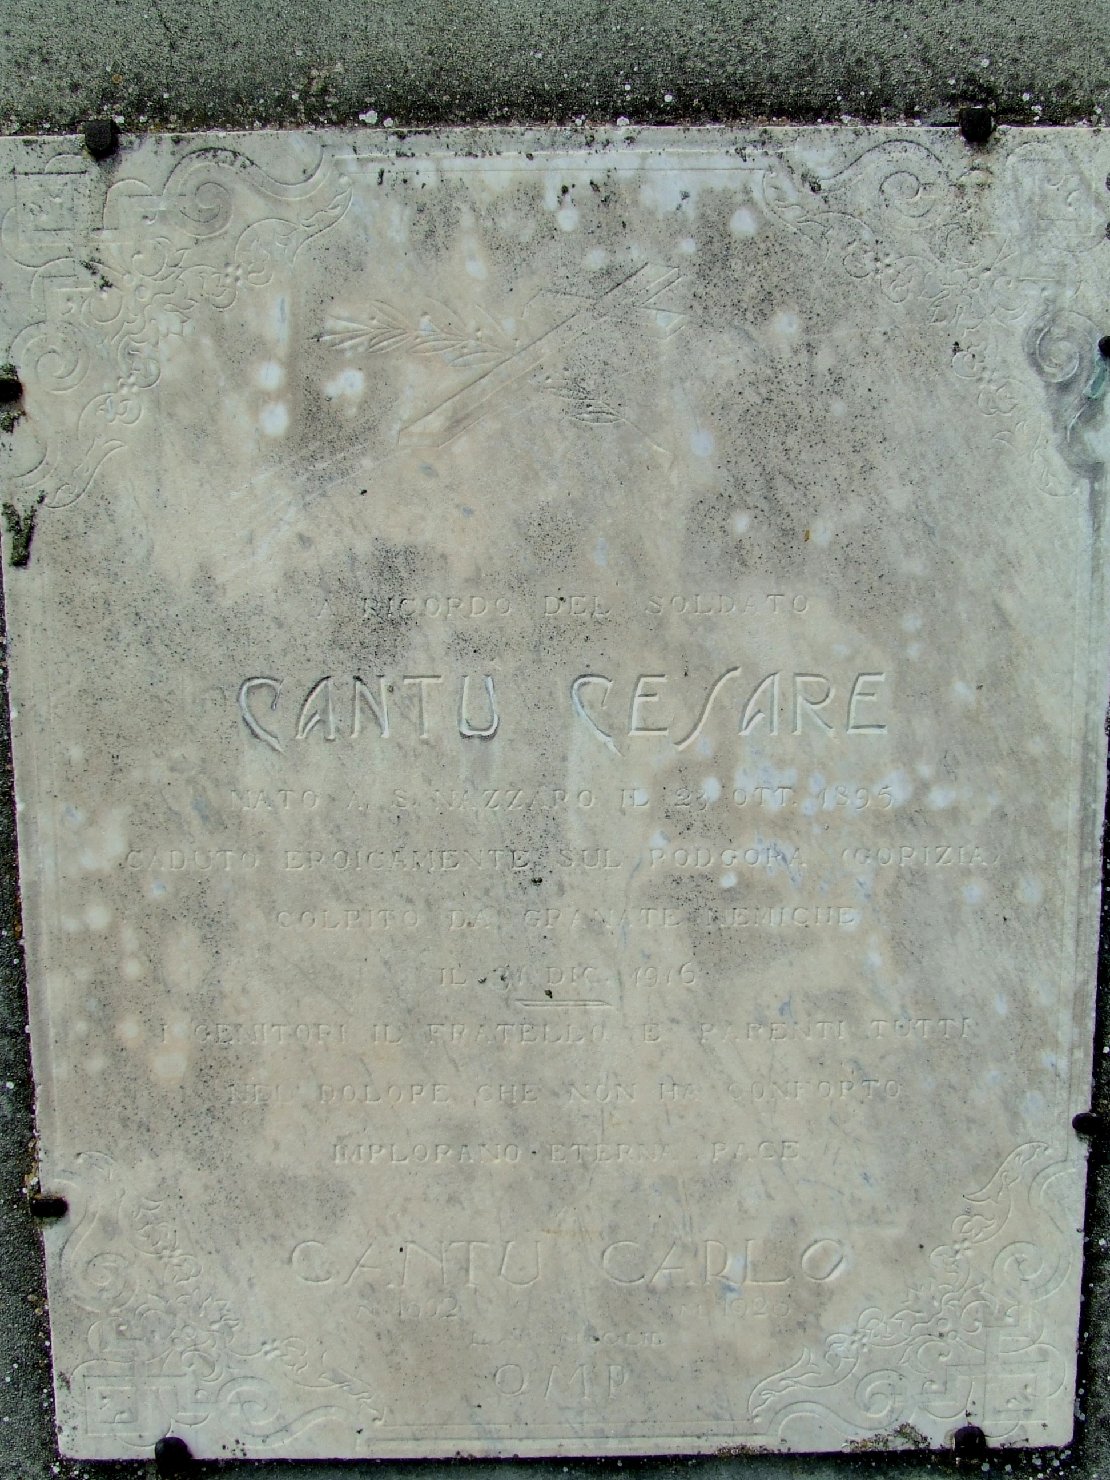 A RICORDO DEL SOLDATO
CANTU CESARE
NATO A S. NAZZARO IL OTT. 1895
CADUTO EROICAMENTE SUL PODGORA (GORIZIA)
COLPITO DA GRANATE NEMICHE
IL DIC. 1916
I GENITORI IL FRATELLO E PARENTI TUTTI
NEL DOLORE CHE NON HA CONFORTO
IMPLORANO ETERNA PACE
CANTU CARLO